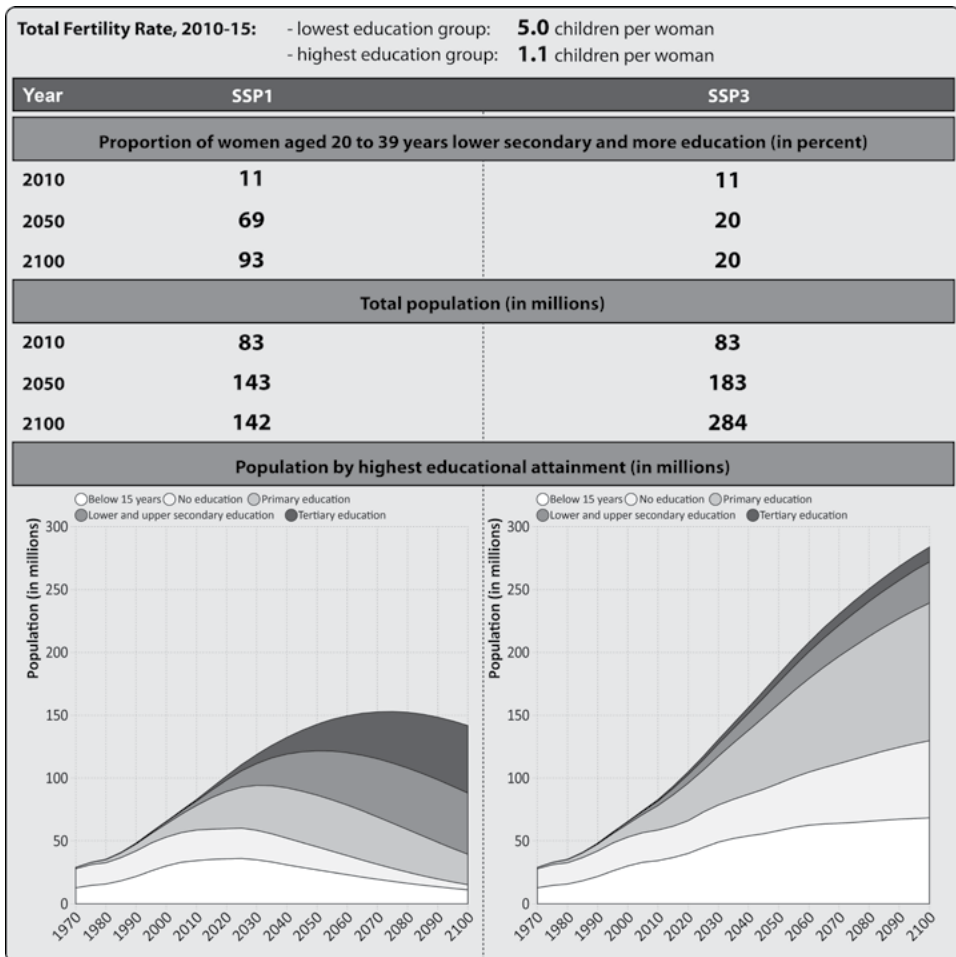 Total Fertility Rate, 2010-15: - lowest education group: 5.0 children per woman
- highest education group: 1.1 children per woman
Year SSP1 SSP3
Proportion of women aged 20 to 39 years lower secondary and more education (in percent)
2010 11 11
2050 69 20
2100 93 20
Total population (in millions)
2010 83 83
2050 143 183
2100 142 284
Population by highest educational attainment (in millions)
Below 15 years No education Primary education
Lower and upper secondary education Tertiary education
Population (in millions)
300
250
200
150
100
50
0
1970 1980 1990 2000 2010 2020 2030 2040 2050 2060 2070 2080 2090 2100
Below 15 years No education Primary education
Lower and upper secondary education Tertiary education
Population (in millions)
300
250
200
150
100
50
0
1970 1980 1990 2000 2010 2020 2030 2040 2050 2060 2070 2080 2090 2100